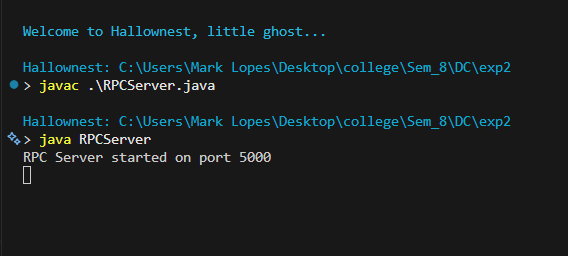 Welcome to Hallownest, little ghost...
Hallownest: C:\Users\Mark Lopes\Desktop\college\Sem_8\DC\exp2
> javac .\RPCServer.java
Hallownest: C:\Users\Mark Lopes\Desktop\college\Sem_8\DC\exp2
> java RPCServer
RPC Server started on port 5000